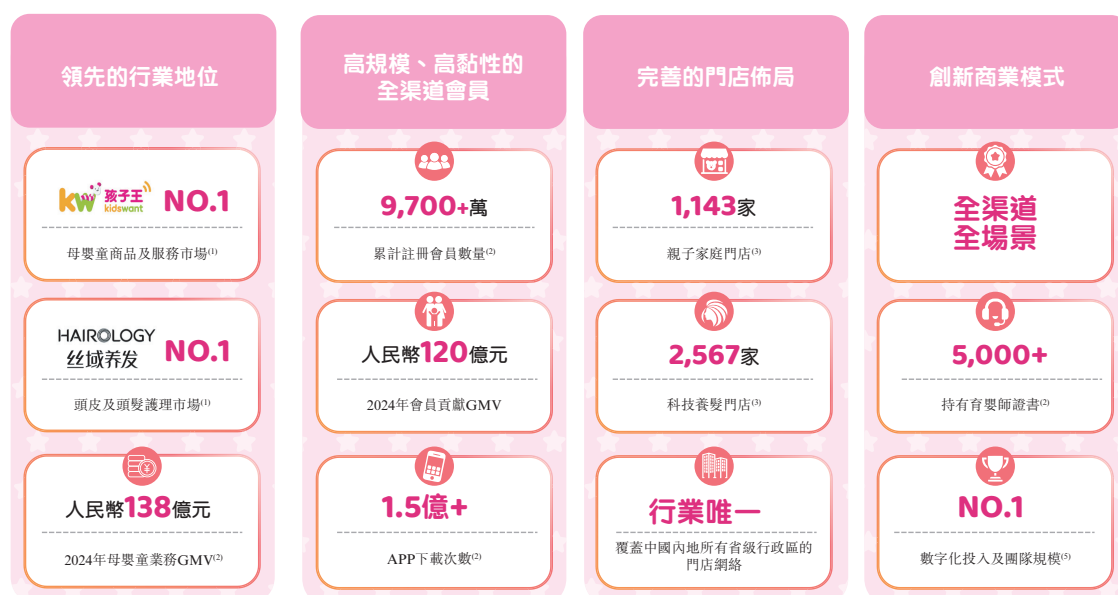 領先的行業地位
kw 孩子王 kidswant NO.1
母嬰童商品及服務市場(1)
HAIROLOGY
丝域养发 NO.1
頭皮及頭髮護理市場(1)
人民幣138億元
2024年母嬰童業務GMV(2)
高規模、高黏性的
全渠道會員
9,700+萬
累計註冊會員數量(2)
人民幣120億元
2024年會員貢獻GMV
1.5億+
APP下載次數(2)
完善的門店佈局
1,143家
親子家庭門店(3)
2,567家
科技養髮門店(3)
行業唯一
覆蓋中國內地所有省級行政區的
門店網絡
創新商業模式
全渠道
全場景
5,000+
持有育嬰師證書(2)
NO.1
數字化投入及團隊規模(5)